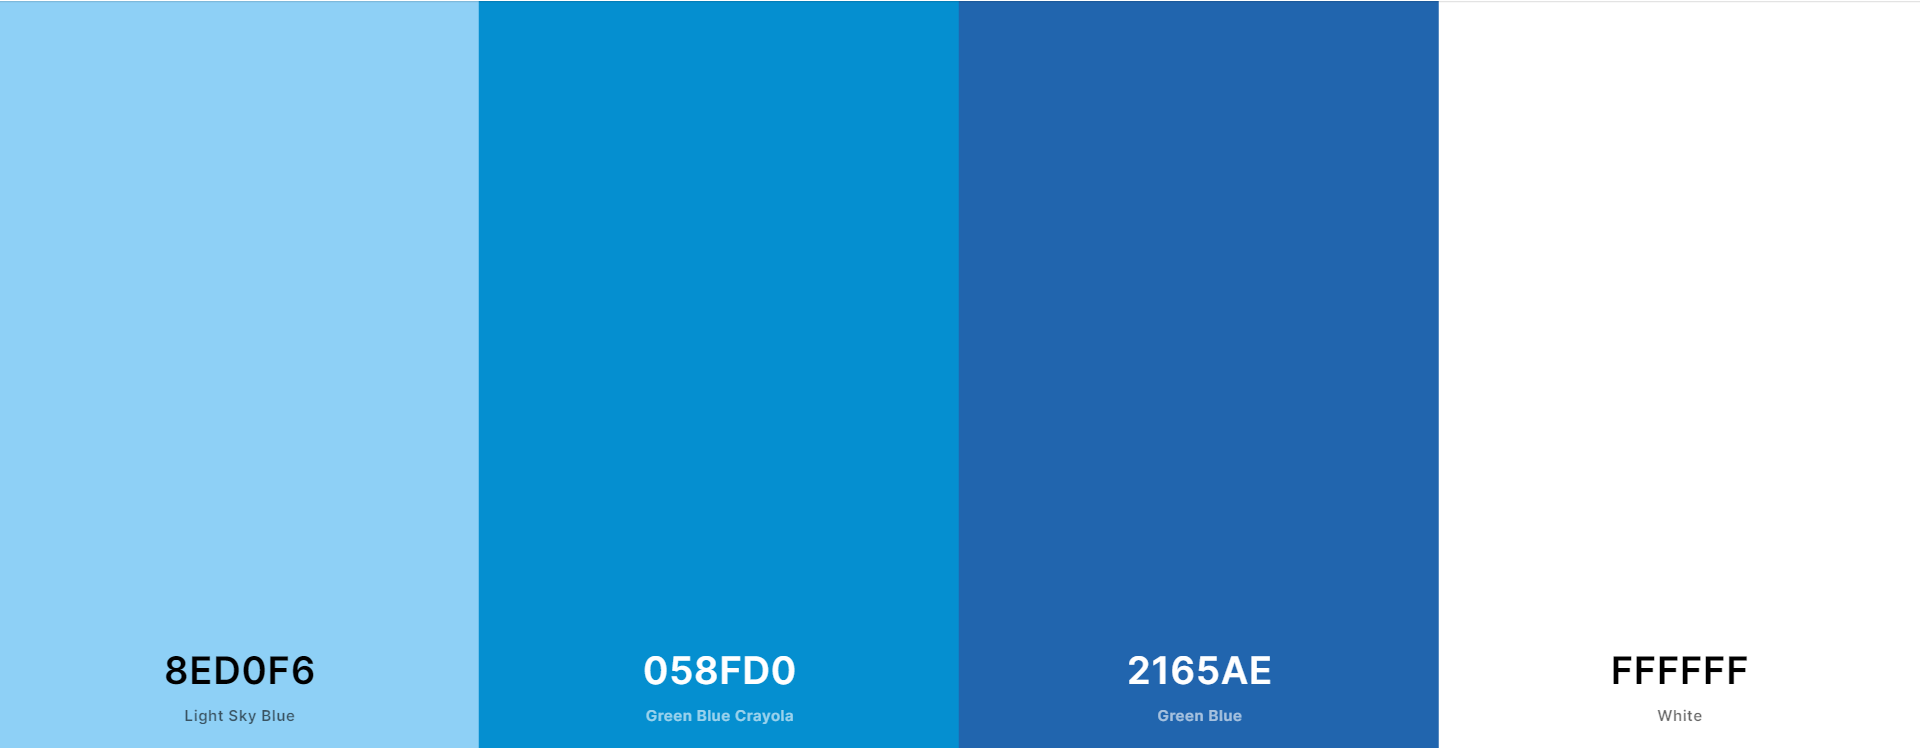 8ED0F6
Light Sky Blue
058FD0
Green Blue Crayola
2165AE
Green Blue
FFFFFF
White